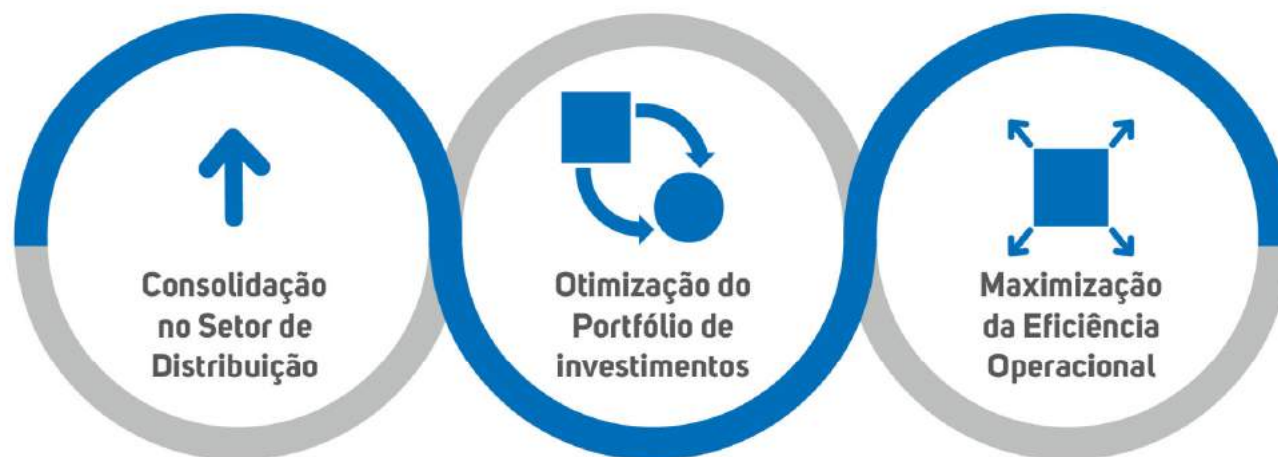 Consolidação
no Setor de
Distribuição
Otimização do
Portfólio de
investimentos
Maximização
da Eficiência
Operacional